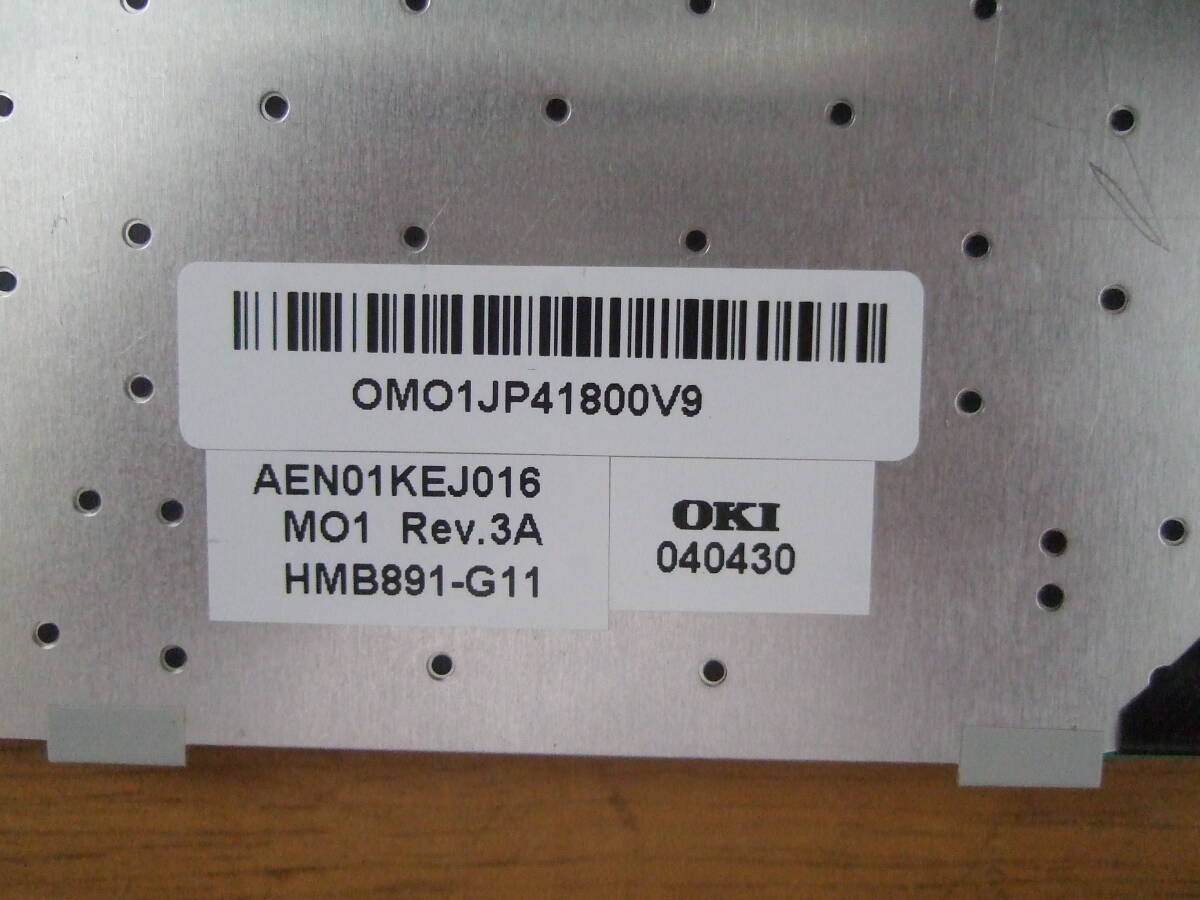 OMO1JP41800V9
AEN01KEJ016
MO1 Rev.3A
HMB891-G11
OKI
040430